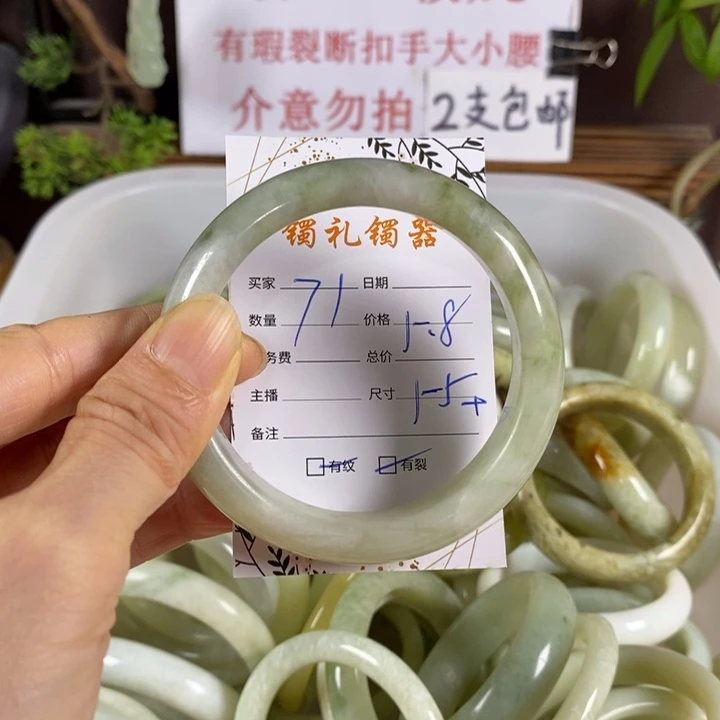 有瑕裂断扣手大小腰
介意勿拍 2支包邮
镯礼镯器
买家 71 日期
数量 价格 1-.8
务费 总价
主播 尺寸 1-5+
备注
有纹 有裂